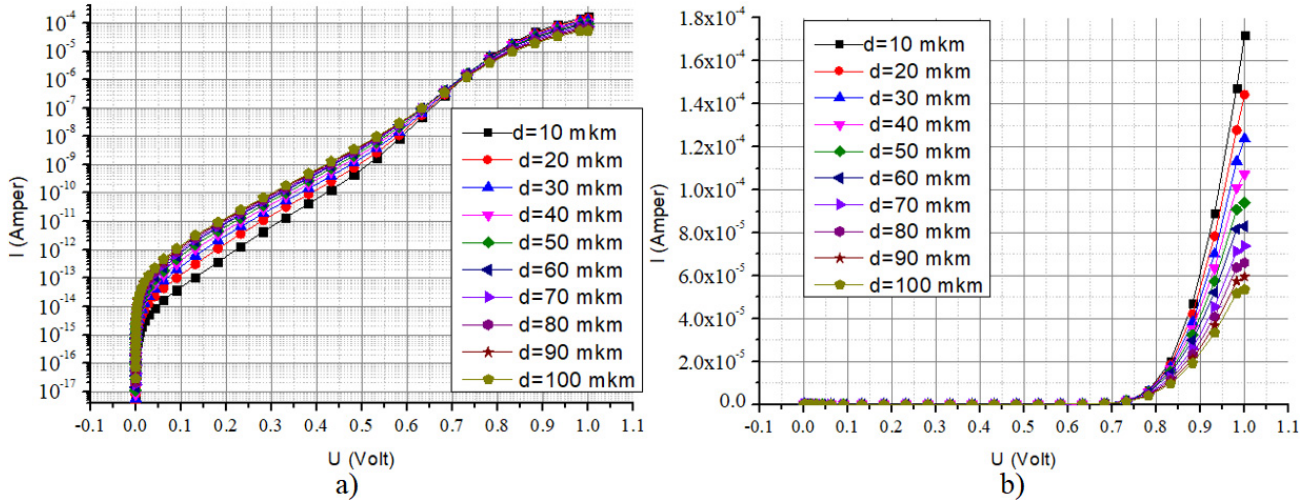 10⁻⁴
10⁻⁵
10⁻⁶
10⁻⁷
10⁻⁸
10⁻⁹
10⁻¹⁰
10⁻¹¹
10⁻¹²
10⁻¹³
10⁻¹⁴
10⁻¹⁵
10⁻¹⁶
10⁻¹⁷
I (Amper)
d=10 mkm
d=20 mkm
d=30 mkm
d=40 mkm
d=50 mkm
d=60 mkm
d=70 mkm
d=80 mkm
d=90 mkm
d=100 mkm
-0.1 0.0 0.1 0.2 0.3 0.4 0.5 0.6 0.7 0.8 0.9 1.0 1.1
U (Volt)
a)
1.8x10⁻⁴
1.6x10⁻⁴
1.4x10⁻⁴
1.2x10⁻⁴
1.0x10⁻⁴
8.0x10⁻⁵
6.0x10⁻⁵
4.0x10⁻⁵
2.0x10⁻⁵
0.0
I (Amper)
d=10 mkm
d=20 mkm
d=30 mkm
d=40 mkm
d=50 mkm
d=60 mkm
d=70 mkm
d=80 mkm
d=90 mkm
d=100 mkm
-0.1 0.0 0.1 0.2 0.3 0.4 0.5 0.6 0.7 0.8 0.9 1.0 1.1
U (Volt)
b)